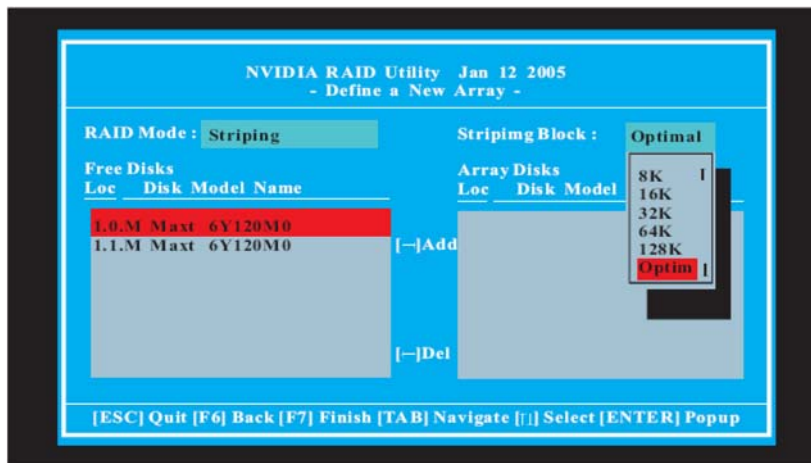 NVIDIA RAID Utility Jan 12 2005
- Define a New Array -
RAID Mode : Striping
Stripimg Block : Optimal
Free Disks
Loc Disk Model Name
Array Disks
Loc Disk Model
8K
16K
32K
64K
128K
Optim
1.0.M Maxt 6Y120M0
1.1.M Maxt 6Y120M0
[—]Add
[—]Del
[ESC] Quit [F6] Back [F7] Finish [TAB] Navigate [↑↓] Select [ENTER] Popup